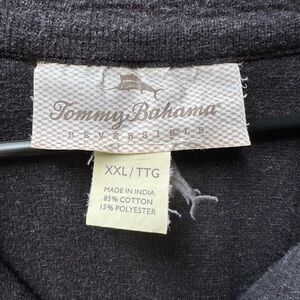 Tommy Bahama
REVERSIBLE
XXL / TTG
MADE IN INDIA
85% COTTON
15% POLYESTER